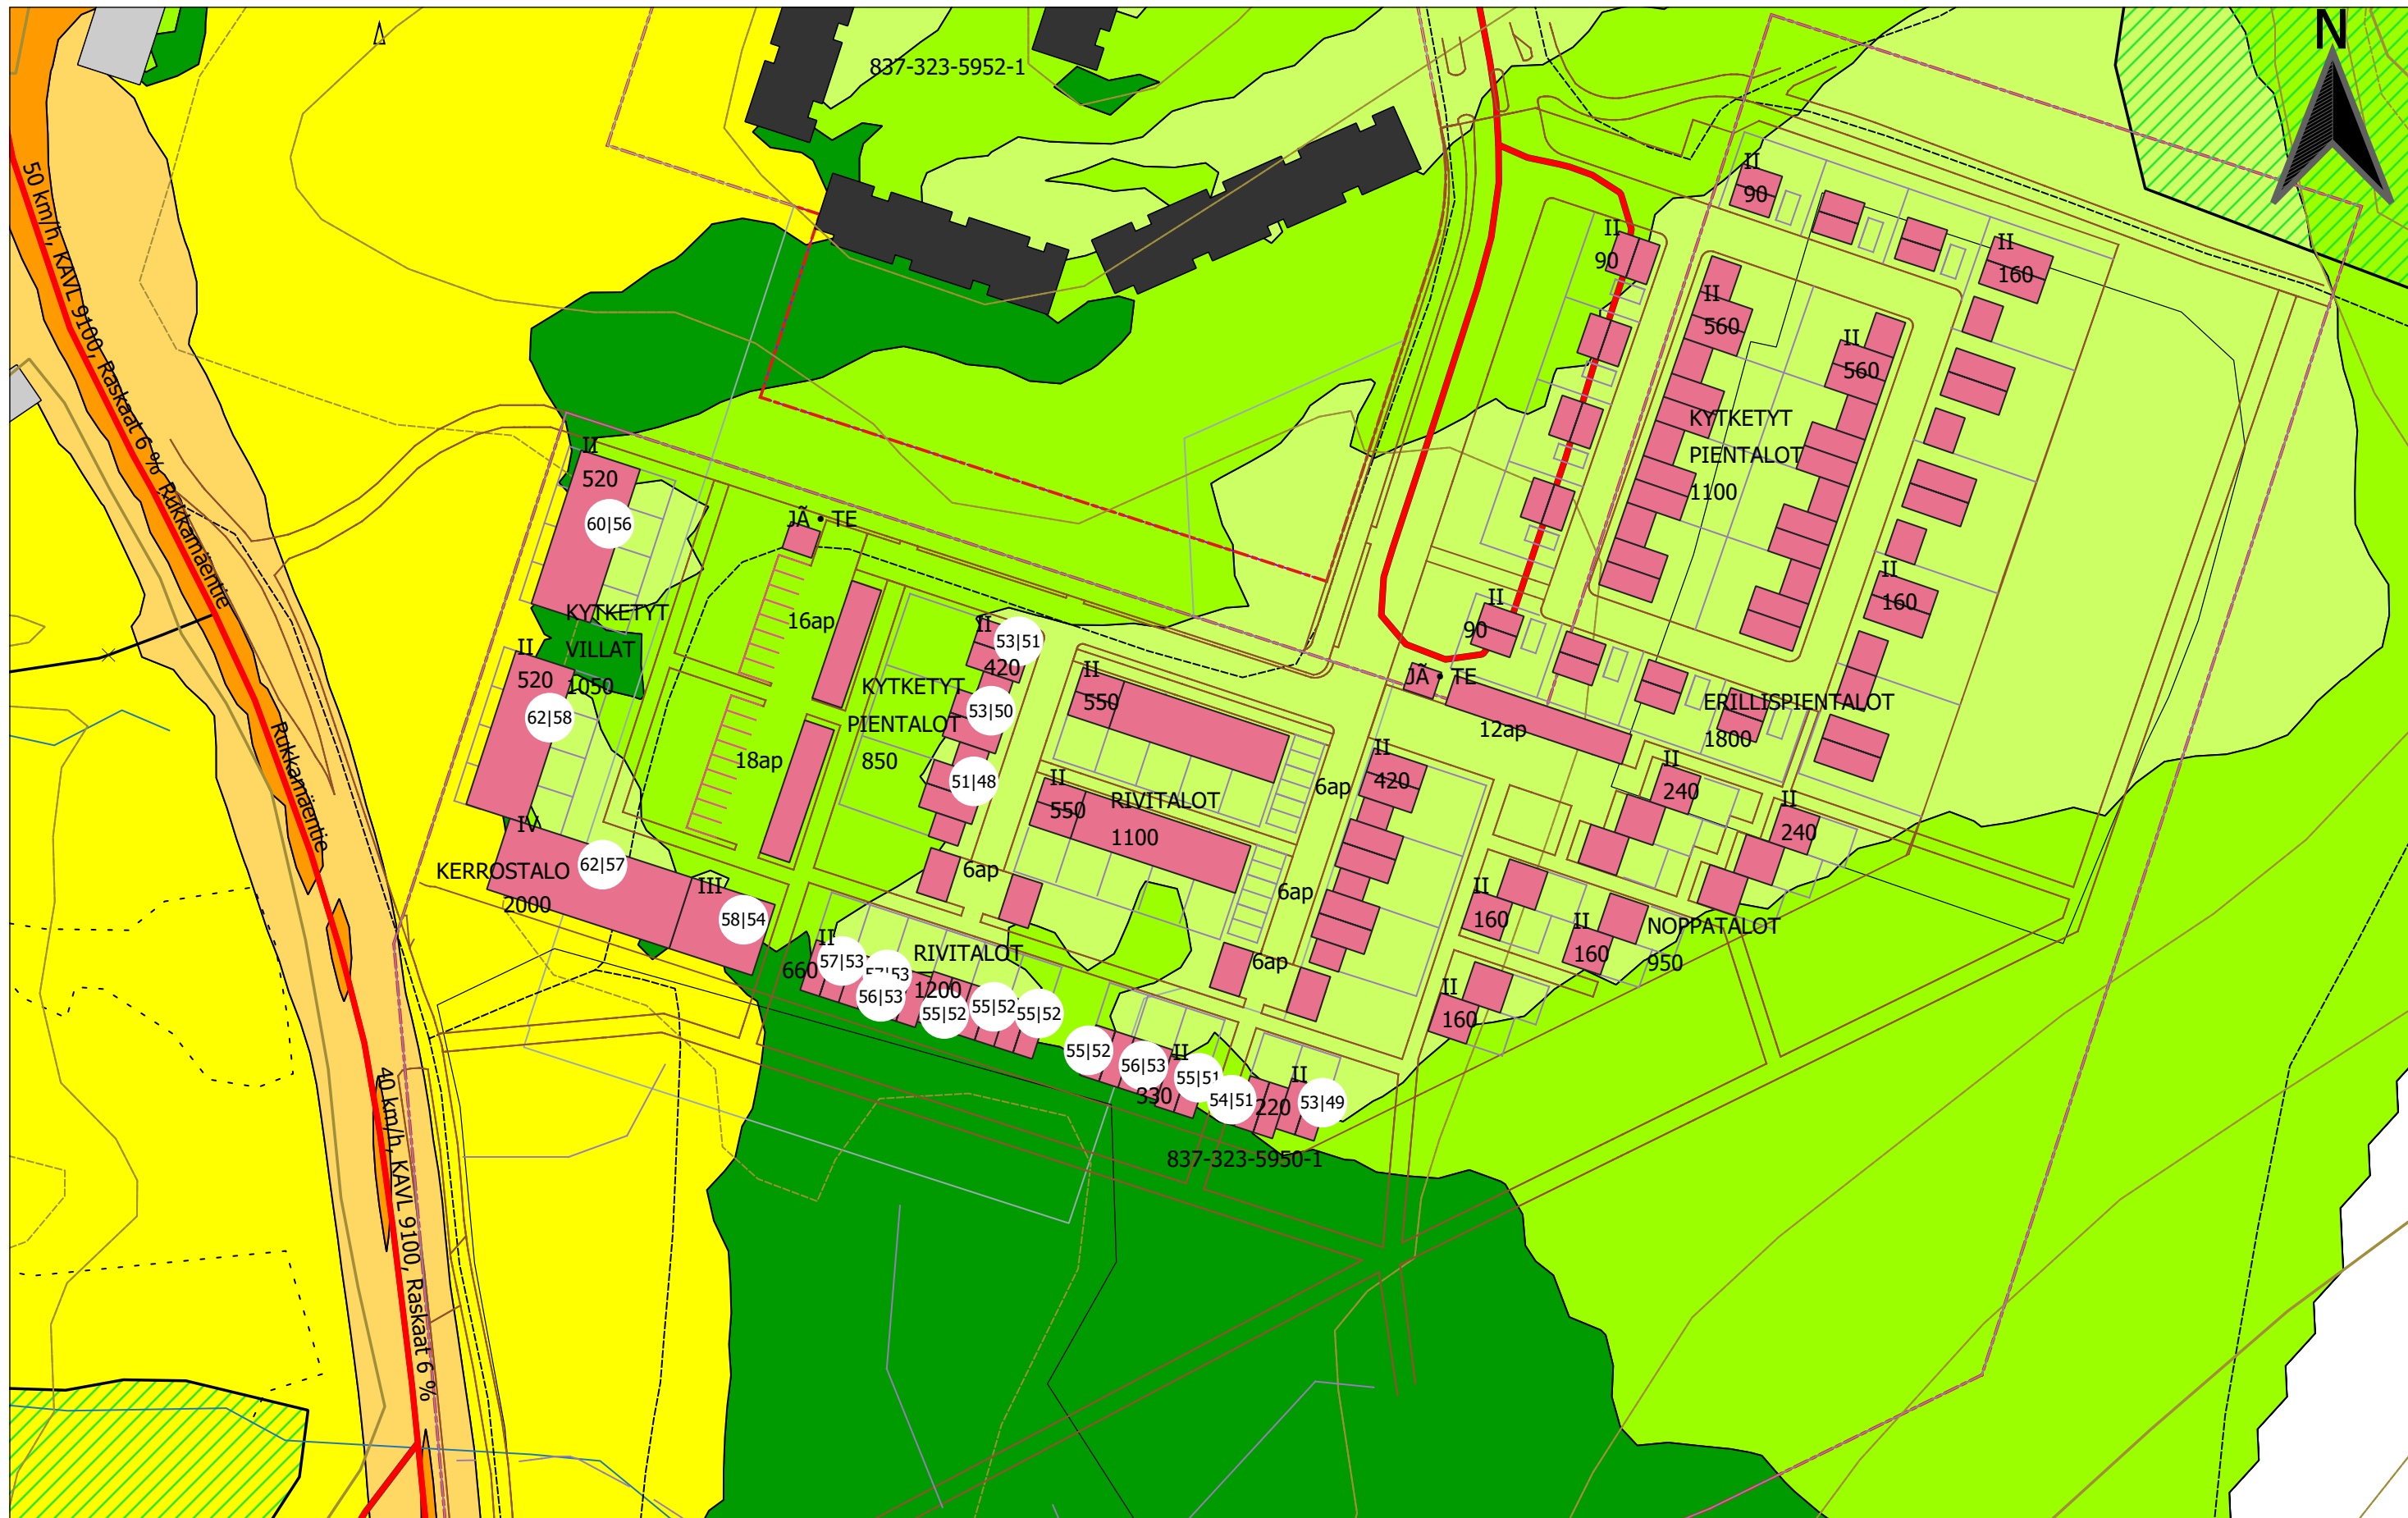 N
837-323-5952-1
50 km/h, KAVL 9100, Raskaat 6 % Rukkamäentie
II
90
II
90
II
160
II
560
II
560
KYTKETYT
PIENTALOT
1100
II
520
60|56
JÃ • TE
KYTKETYT
VILLAT
1050
II
520
62|58
16ap
18ap
II
53|51
420
KYTKETYT
53|50
PIENTALOT
850
51|48
II
550
II
550
RIVITALOT
1100
6ap
6ap
6ap
6ap
II
90
JÃ • TE
12ap
II
160
ERILLISPIENTALOT
1800
II
420
II
240
II
240
Rukkamäentie
IV
62|57
KERROSTALO
2000
III
58|54
II
660
57|53
57|53
56|53
RIVITALOT
1200
55|52
55|52
55|52
55|52
56|53
II
330
55|51
54|51
220
II
53|49
II
160
II
160
NOPPATALOT
950
II
160
837-323-5950-1
40 km/h, KAVL 9100, Raskaat 6 %